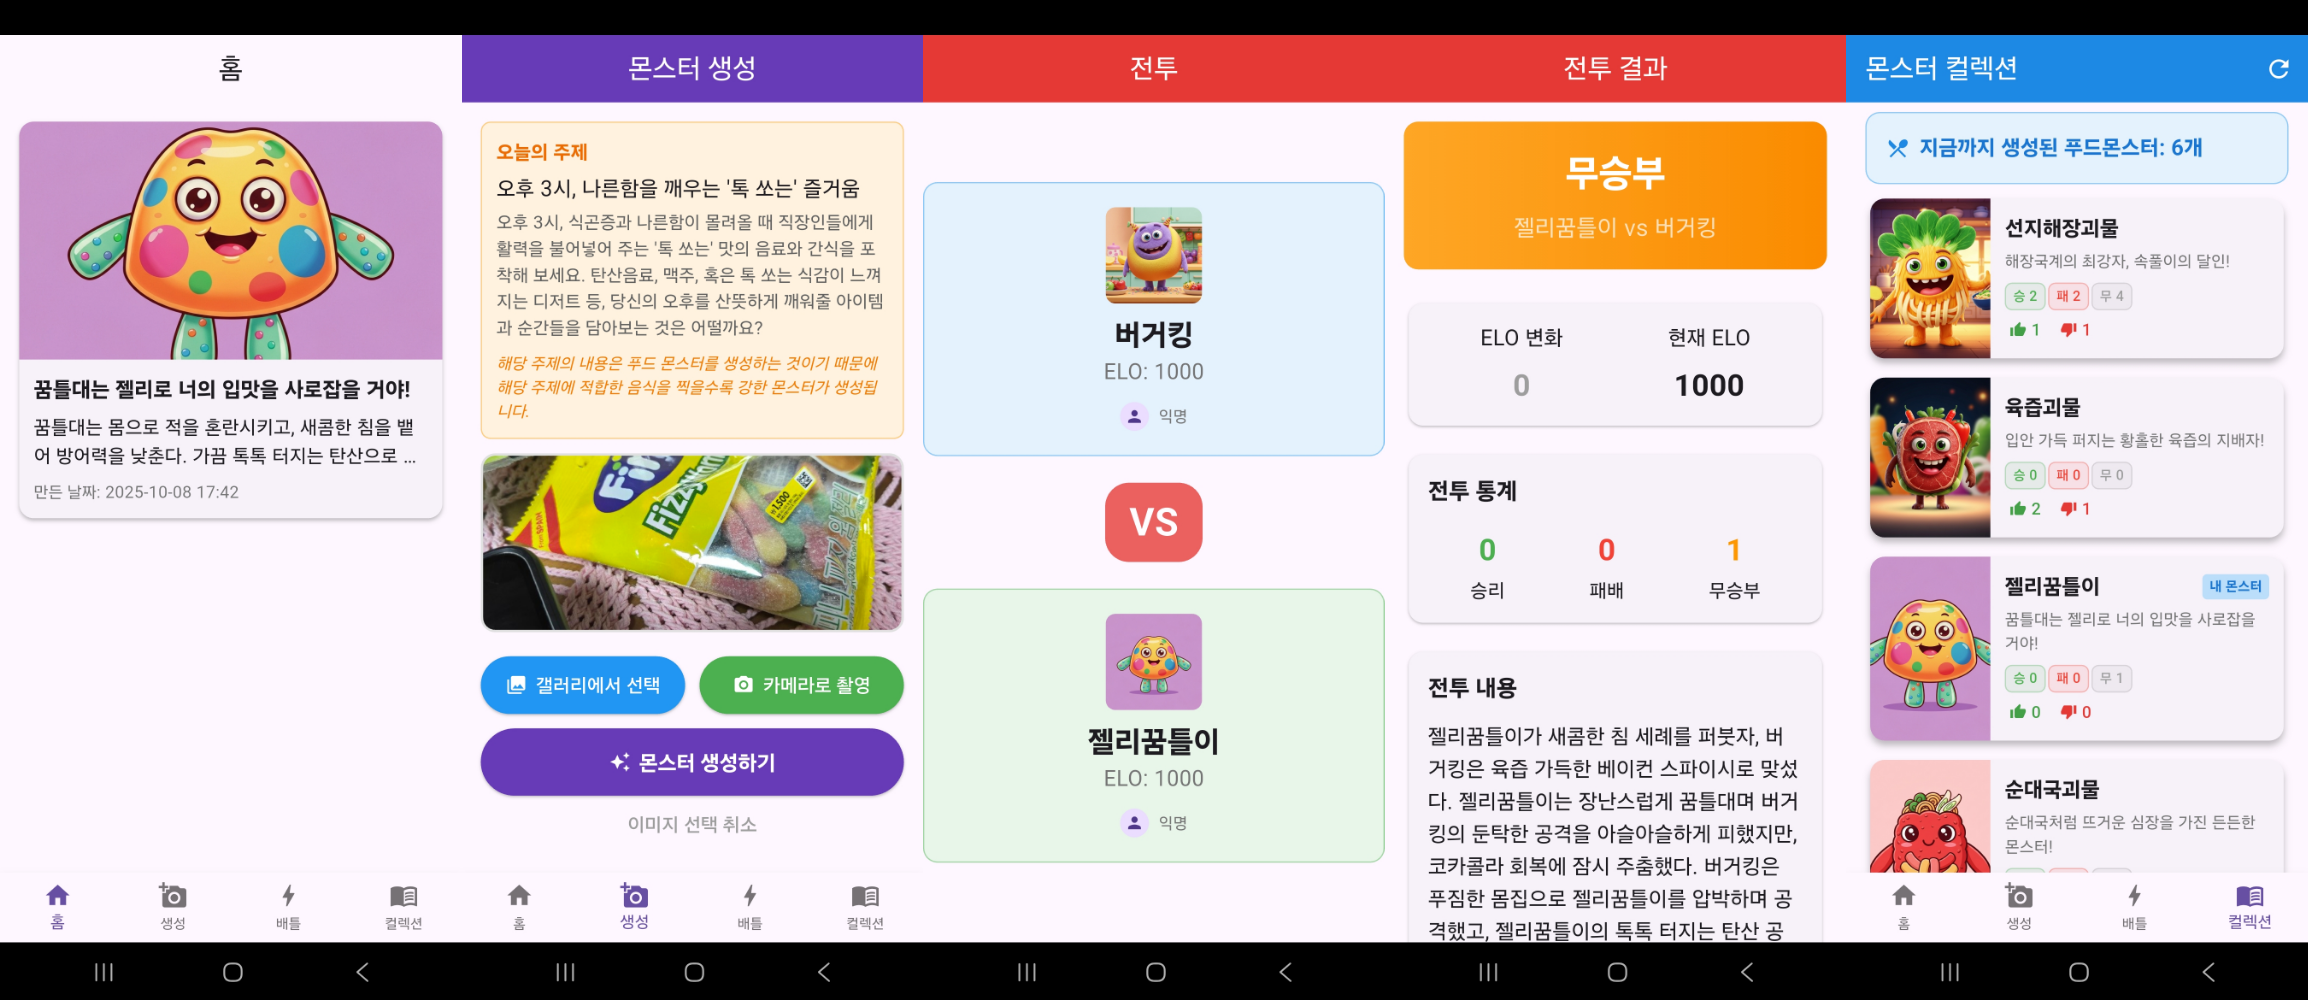 홈
꿈틀대는 젤리로 너의 입맛을 사로잡을 거야!
꿈틀대는 몸으로 적을 혼란시키고, 새콤한 침을 뱉
어 방어력을 낮춘다. 가끔 톡톡 터지는 탄산으로 ...
만든 날짜: 2025-10-08 17:42
홈
생성
배틀
컬렉션
몬스터 생성
오늘의 주제
오후 3시, 나른함을 깨우는 '톡 쏘는' 즐거움
오후 3시, 식곤증과 나른함이 몰려올 때 직장인들에게
활력을 불어넣어 주는 '톡 쏘는' 맛의 음료와 간식을 포
착해 보세요. 탄산음료, 맥주, 혹은 톡 쏘는 식감이 느껴
지는 디저트 등, 당신의 오후를 산뜻하게 깨워줄 아이템
과 순간들을 담아보는 것은 어떨까요?
해당 주제의 내용은 푸드 몬스터를 생성하는 것이기 때문에
해당 주제에 적합한 음식을 찍을수록 강한 몬스터가 생성됩
니다.
Fini
Fizzy
1,500
갤러리에서 선택
카메라로 촬영
몬스터 생성하기
이미지 선택 취소
홈
생성
배틀
컬렉션
전투
버거킹
ELO: 1000
익명
VS
젤리꿈틀이
ELO: 1000
익명
전투 결과
무승부
젤리꿈틀이 vs 버거킹
ELO 변화
현재 ELO
0
1000
전투 통계
0
0
1
승리
패배
무승부
전투 내용
젤리꿈틀이가 새콤한 침 세례를 퍼붓자, 버
거킹은 육즙 가득한 베이컨 스파이시로 맞섰
다. 젤리꿈틀이는 장난스럽게 꿈틀대며 버거
킹의 둔탁한 공격을 아슬아슬하게 피했지만,
코카콜라 회복에 잠시 주춤했다. 버거킹은
푸짐한 몸집으로 젤리꿈틀이를 압박하며 공
격했고, 젤리꿈틀이의 톡톡 터지는 탄산 공
몬스터 컬렉션
지금까지 생성된 푸드몬스터: 6개
선지해장괴물
해장국계의 최강자, 속풀이의 달인!
승 2
패 2
무 4
1
1
육즙괴물
입안 가득 퍼지는 황홀한 육즙의 지배자!
승 0
패 0
무 0
2
1
젤리꿈틀이
내 몬스터
꿈틀대는 젤리로 너의 입맛을 사로잡을
거야!
승 0
패 0
무 1
0
0
순대국괴물
순대국처럼 뜨거운 심장을 가진 든든한
몬스터!
홈
생성
배틀
컬렉션